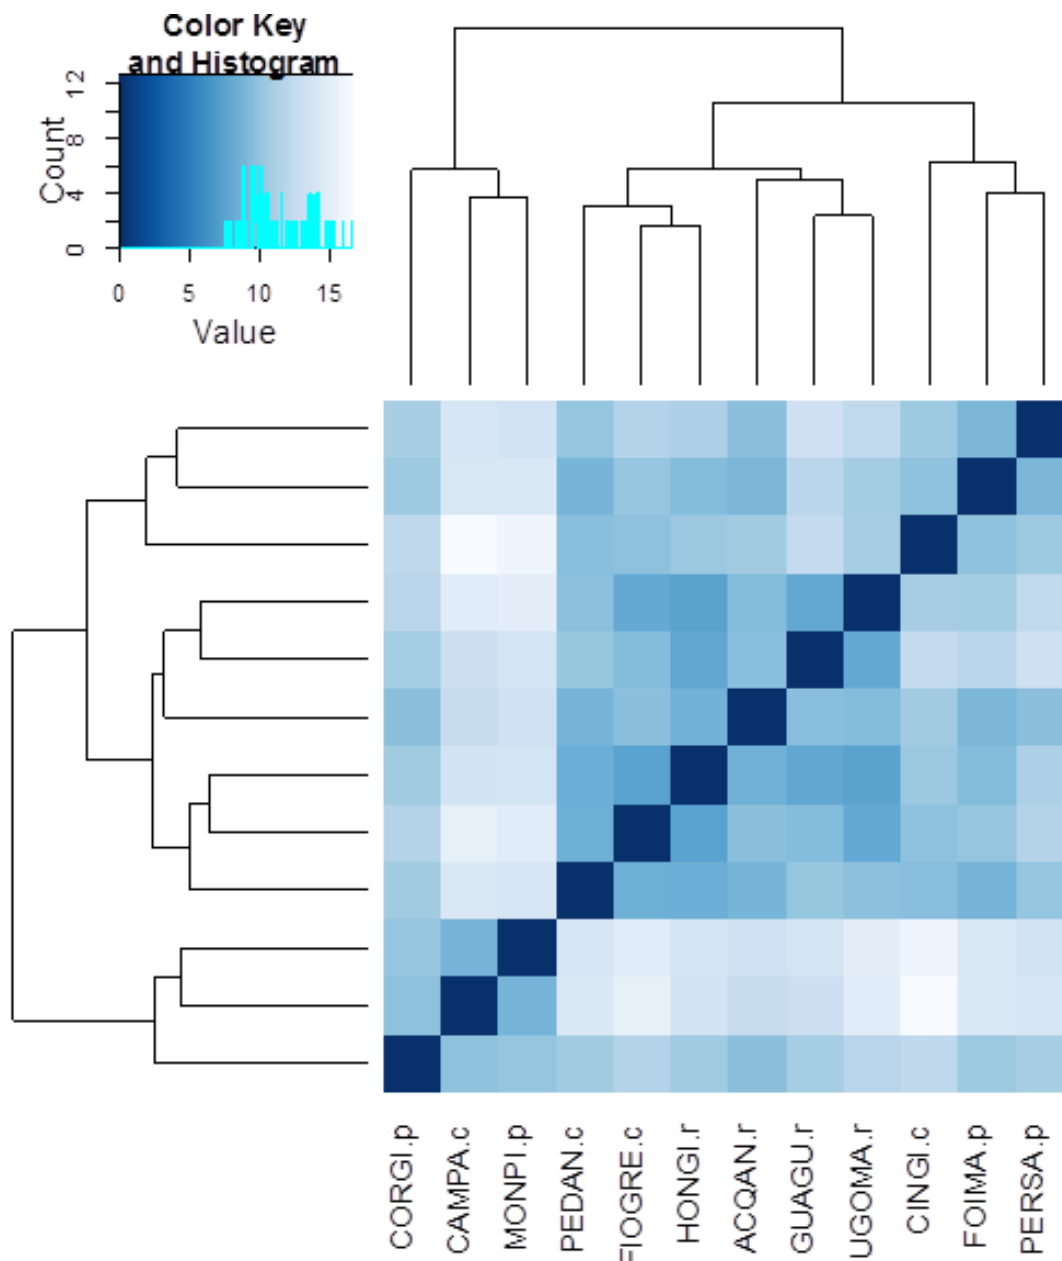 Color Key
and Histogram
Count
0 4 8 12
0 5 10 15
Value
CORGI.p
CAMPA.c
MONPI.p
PEDAN.c
FIOGRE.c
HONGI.r
ACQAN.r
GUAGU.r
UGOMA.r
CINGI.c
FOIMA.p
PERSA.p